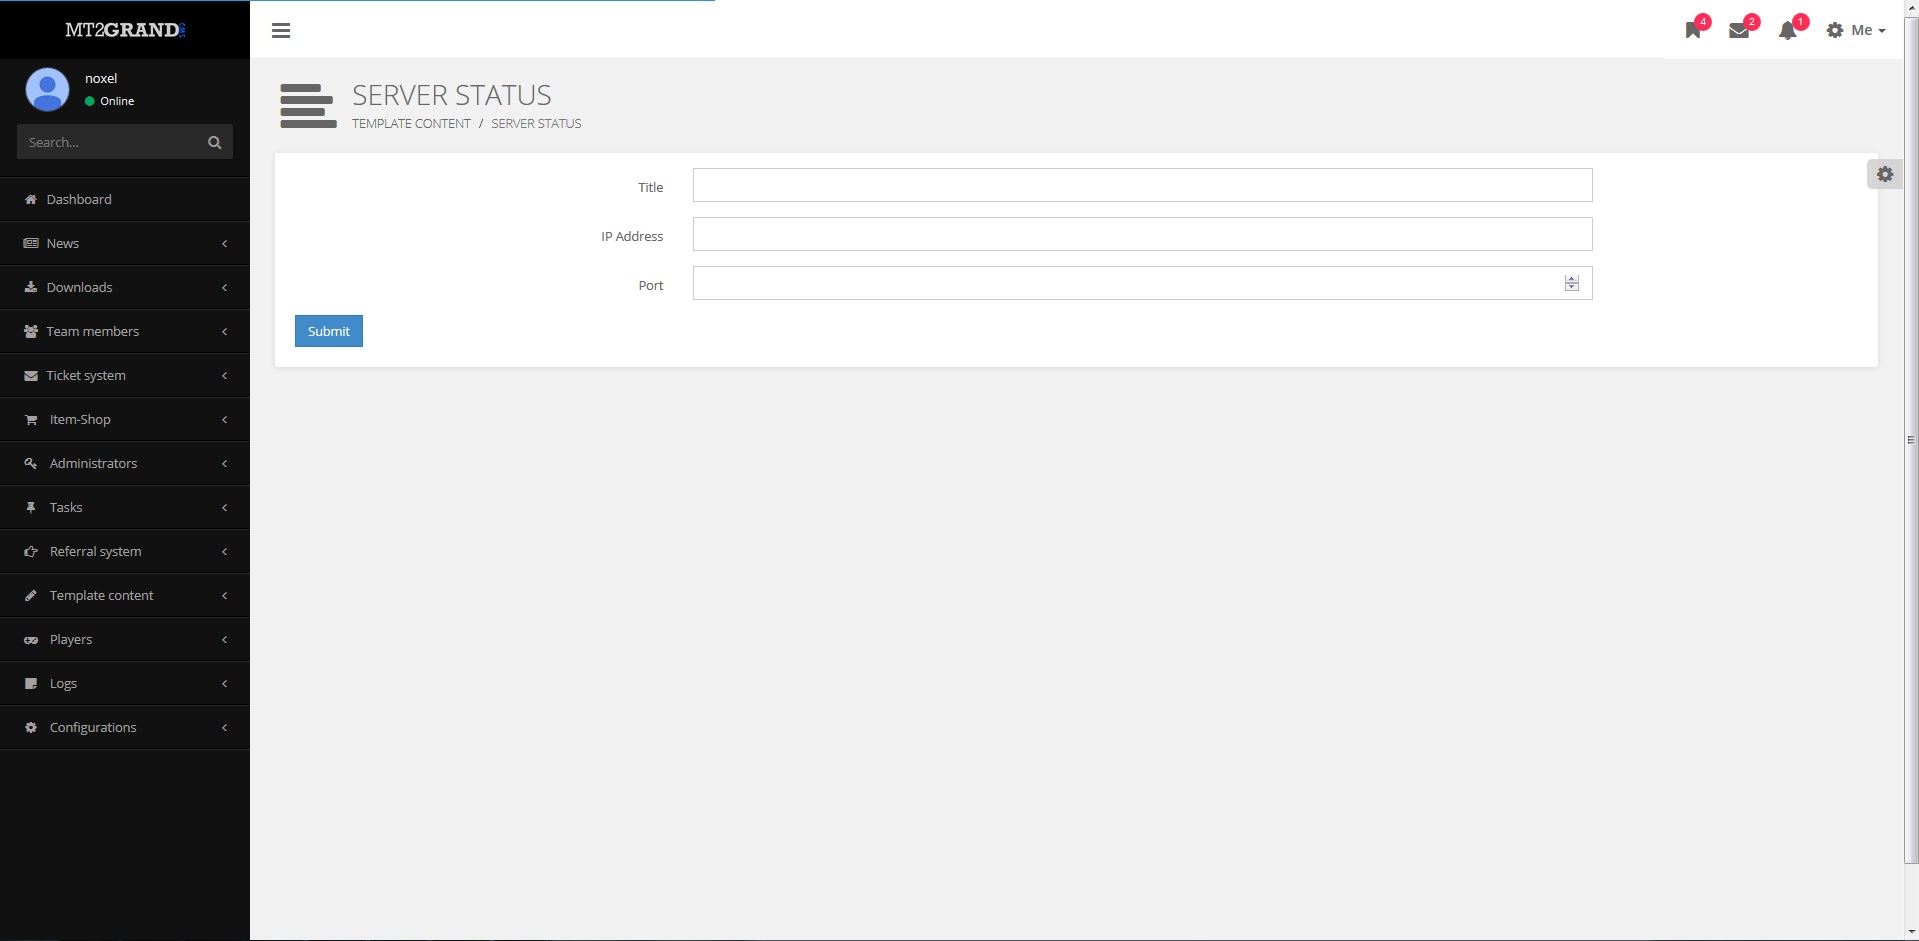 MT2GRAND CMS
4
2
1
Me
noxel
Online
Search...
Dashboard
News
Downloads
Team members
Ticket system
Item-Shop
Administrators
Tasks
Referral system
Template content
Players
Logs
Configurations
SERVER STATUS
TEMPLATE CONTENT / SERVER STATUS
Title
IP Address
Port
Submit